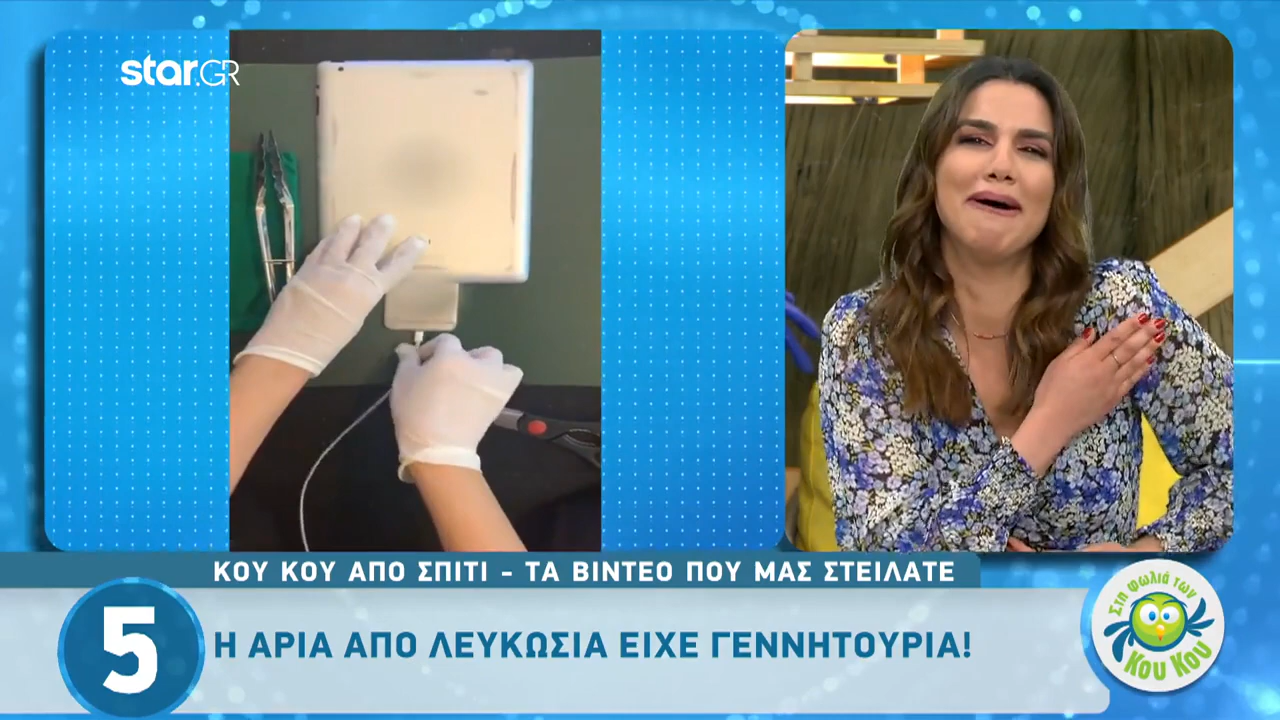 star.GR
ΚΟΥ ΚΟΥ ΑΠΟ ΣΠΙΤΙ - ΤΑ ΒΙΝΤΕΟ ΠΟΥ ΜΑΣ ΣΤΕΙΛΑΤΕ
5
Η ΑΡΙΑ ΑΠΟ ΛΕΥΚΩΣΙΑ ΕΙΧΕ ΓΕΝΝΗΤΟΥΡΙΑ!
Στη φωλιά των
Κου Κου